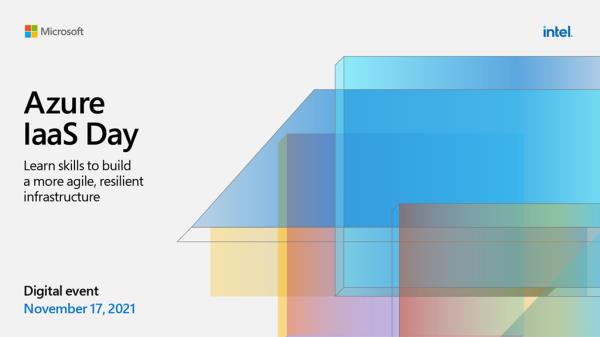 Microsoft
intel.
Azure
IaaS Day
Learn skills to build
a more agile, resilient
infrastructure
Digital event
November 17, 2021